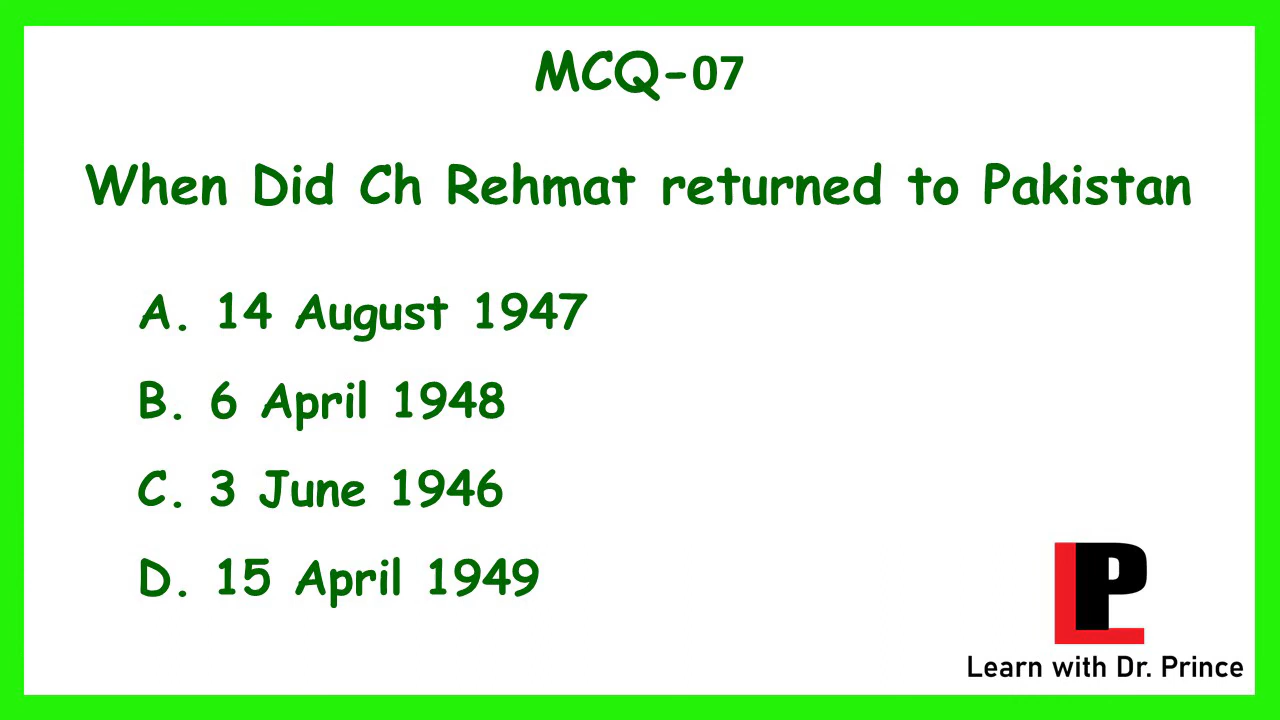 MCQ-07
When Did Ch Rehmat returned to Pakistan
A. 14 August 1947
B. 6 April 1948
C. 3 June 1946
D. 15 April 1949
LP
Learn with Dr. Prince